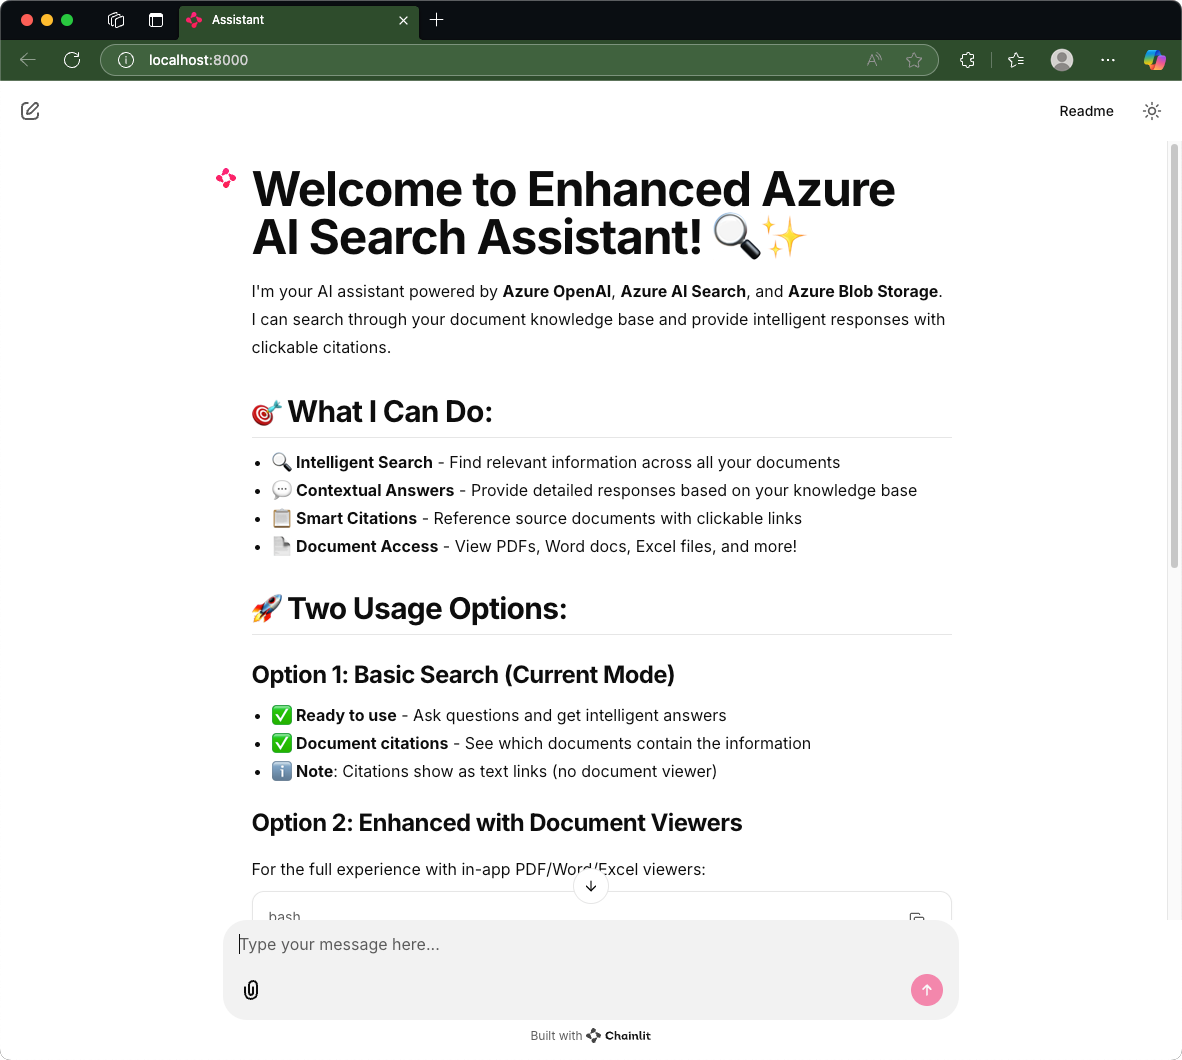 Assistant
localhost:8000
Readme
Welcome to Enhanced Azure
AI Search Assistant! 🔍✨
I'm your AI assistant powered by Azure OpenAI, Azure AI Search, and Azure Blob Storage.
I can search through your document knowledge base and provide intelligent responses with
clickable citations.
🎯 What I Can Do:
• 🔍 Intelligent Search - Find relevant information across all your documents
• 💬 Contextual Answers - Provide detailed responses based on your knowledge base
• 📋 Smart Citations - Reference source documents with clickable links
• 📄 Document Access - View PDFs, Word docs, Excel files, and more!
🚀 Two Usage Options:
Option 1: Basic Search (Current Mode)
• ✅ Ready to use - Ask questions and get intelligent answers
• ✅ Document citations - See which documents contain the information
• ℹ️ Note: Citations show as text links (no document viewer)
Option 2: Enhanced with Document Viewers
For the full experience with in-app PDF/Word/Excel viewers:
bash
Type your message here...
Built with Chainlit